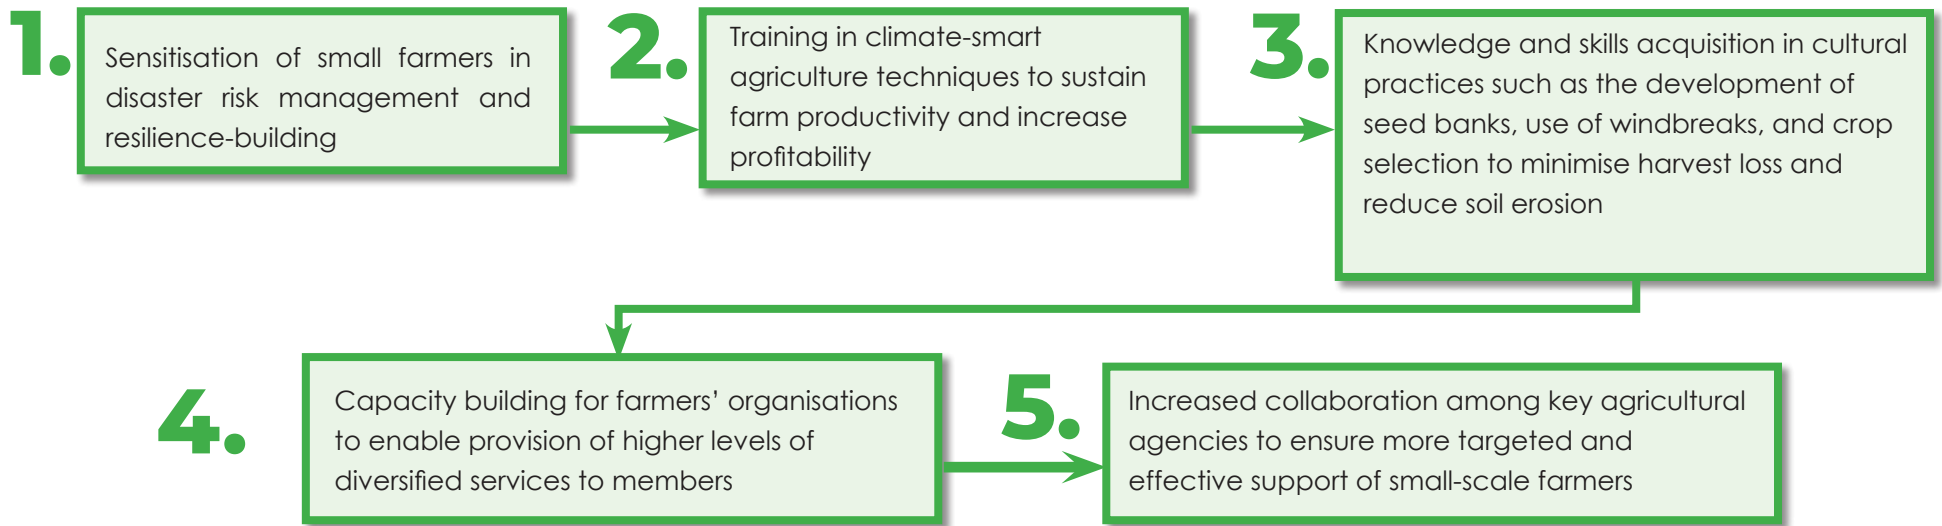 1.
Sensitisation of small farmers in
disaster risk management and
resilience-building
2.
Training in climate-smart
agriculture techniques to sustain
farm productivity and increase
profitability
3.
Knowledge and skills acquisition in cultural
practices such as the development of
seed banks, use of windbreaks, and crop
selection to minimise harvest loss and
reduce soil erosion
4.
Capacity building for farmers’ organisations
to enable provision of higher levels of
diversified services to members
5.
Increased collaboration among key agricultural
agencies to ensure more targeted and
effective support of small-scale farmers